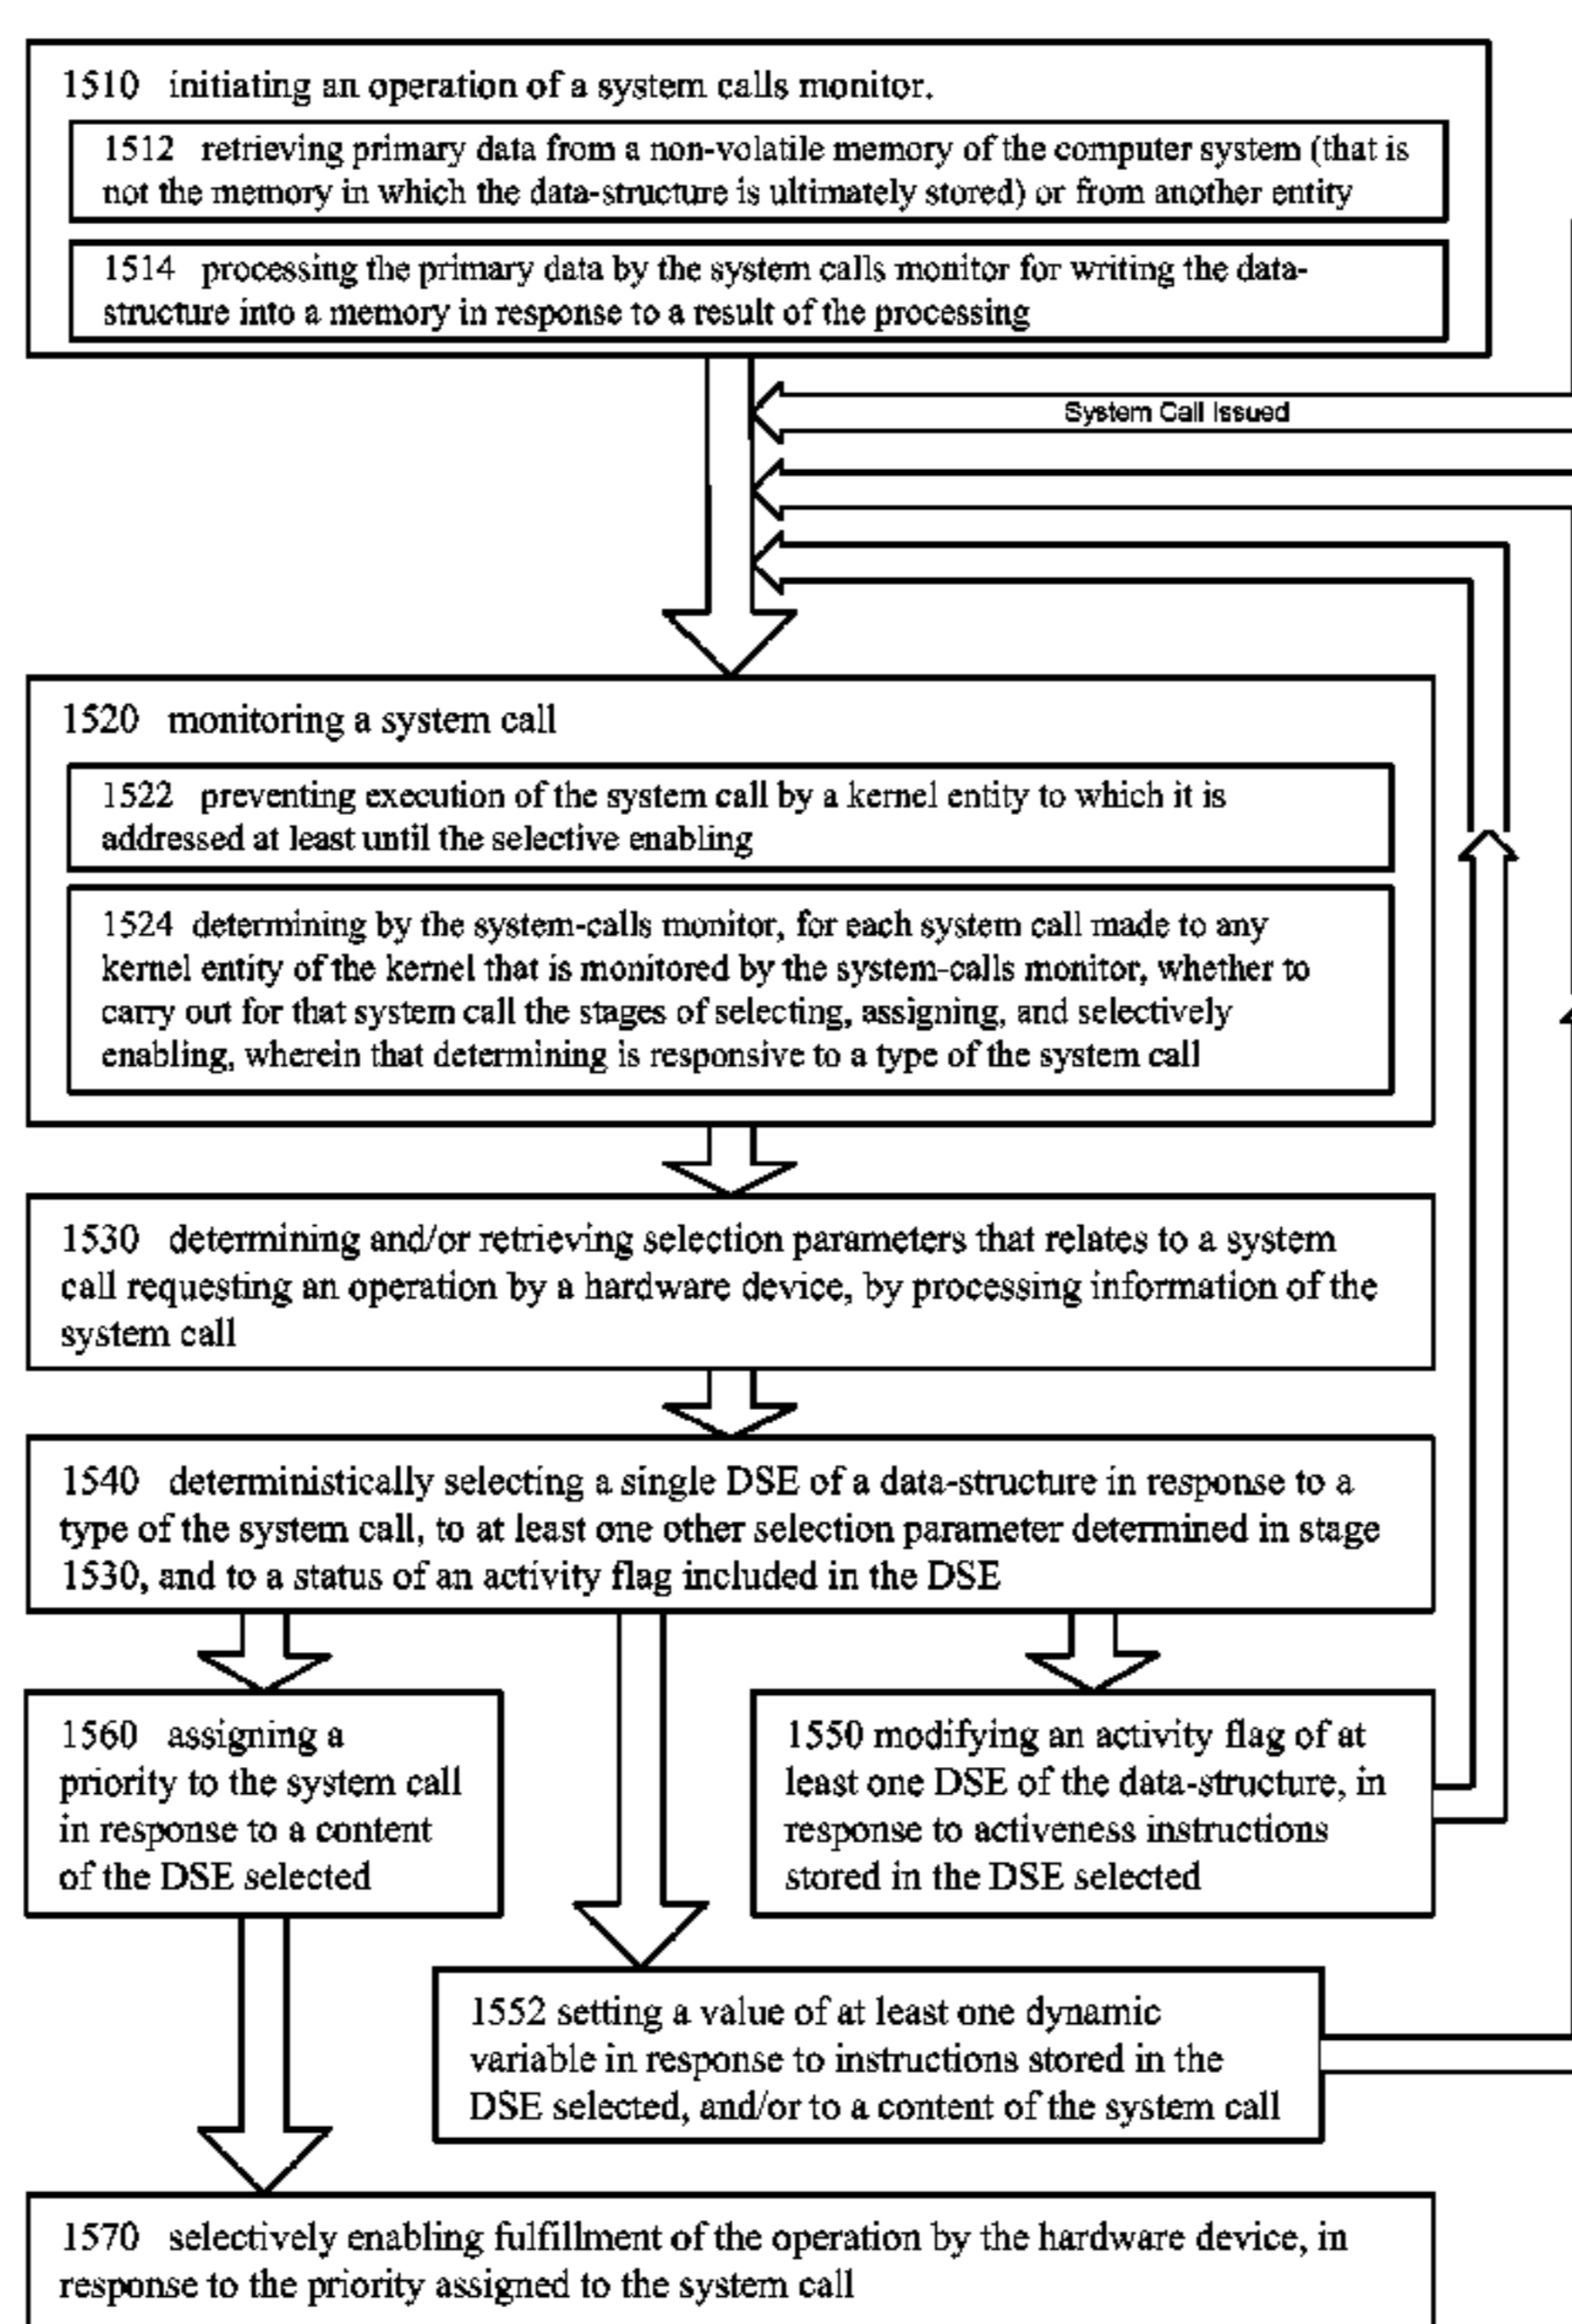 1510 initiating an operation of a system calls monitor.
1512 retrieving primary data from a non-volatile memory of the computer system (that is
not the memory in which the data-structure is ultimately stored) or from another entity
1514 processing the primary data by the system calls monitor for writing the data-
structure into a memory in response to a result of the processing
System Call Issued
1520 monitoring a system call
1522 preventing execution of the system call by a kernel entity to which it is
addressed at least until the selective enabling
1524 determining by the system-calls monitor, for each system call made to any
kernel entity of the kernel that is monitored by the system-calls monitor, whether to
carry out for that system call the stages of selecting, assigning, and selectively
enabling, wherein that determining is responsive to a type of the system call
1530 determining and/or retrieving selection parameters that relates to a system
call requesting an operation by a hardware device, by processing information of the
system call
1540 deterministically selecting a single DSE of a data-structure in response to a
type of the system call, to at least one other selection parameter determined in stage
1530, and to a status of an activity flag included in the DSE
1560 assigning a
priority to the system call
in response to a content
of the DSE selected
1550 modifying an activity flag of at
least one DSE of the data-structure, in
response to activeness instructions
stored in the DSE selected
1552 setting a value of at least one dynamic
variable in response to instructions stored in the
DSE selected, and/or to a content of the system call
1570 selectively enabling fulfillment of the operation by the hardware device, in
response to the priority assigned to the system call